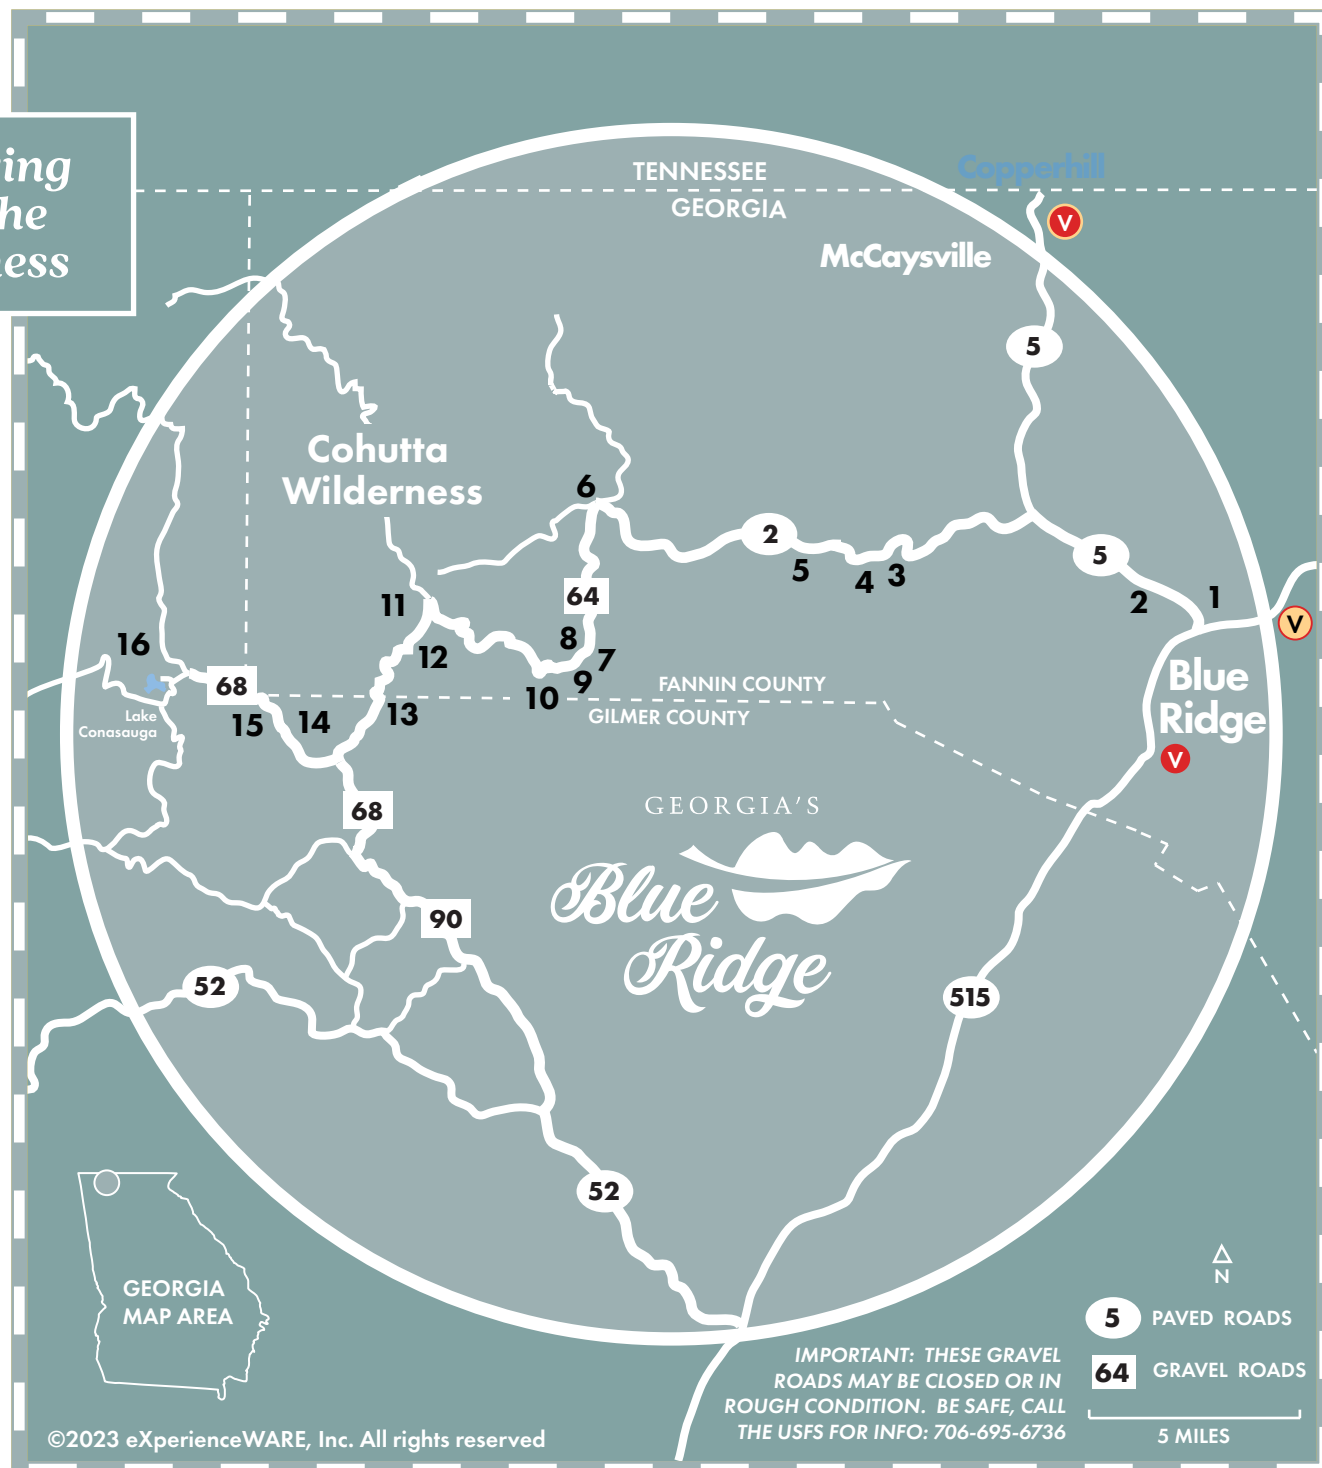 ing
he
ness
TENNESSEE
GEORGIA
Copperhill
V
McCaysville
5
Cohutta
Wilderness
6
2
5
4
3
5
2
1
V
64
11
8
7
12
9
10
16
68
Lake
Conasauga
15
14
13
FANNIN COUNTY
GILMER COUNTY
Blue
Ridge
V
68
GEORGIA'S
Blue
Ridge
90
52
515
52
GEORGIA
MAP AREA
N
5 PAVED ROADS
64 GRAVEL ROADS
5 MILES
IMPORTANT: THESE GRAVEL
ROADS MAY BE CLOSED OR IN
ROUGH CONDITION. BE SAFE, CALL
THE USFS FOR INFO: 706-695-6736
©2023 eXperienceWARE, Inc. All rights reserved